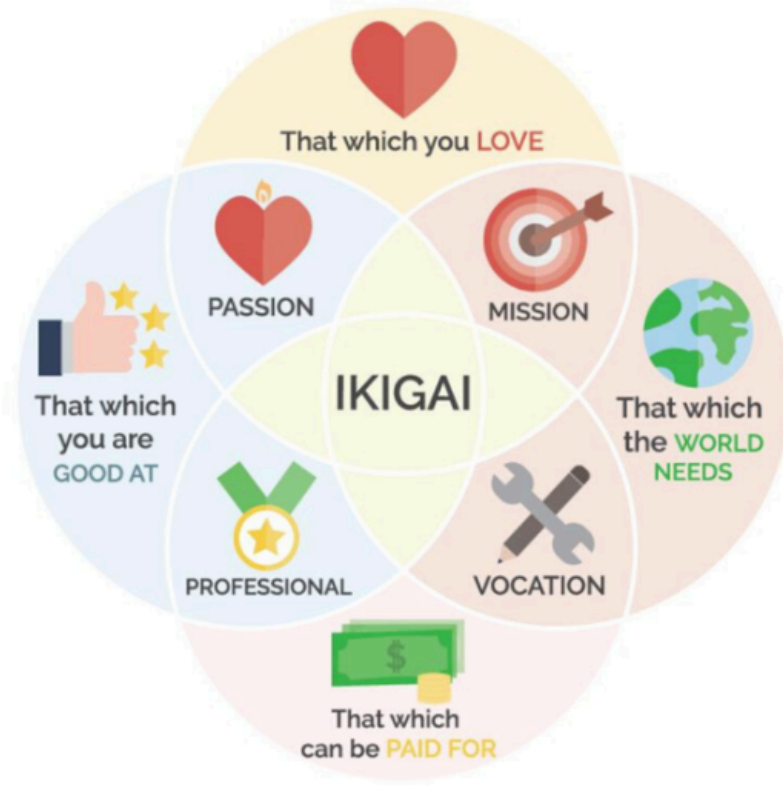 That which you LOVE
PASSION
MISSION
IKIGAI
That which
you are
GOOD AT
That which
the WORLD
NEEDS
PROFESSIONAL
VOCATION
$
That which
can be PAID FOR